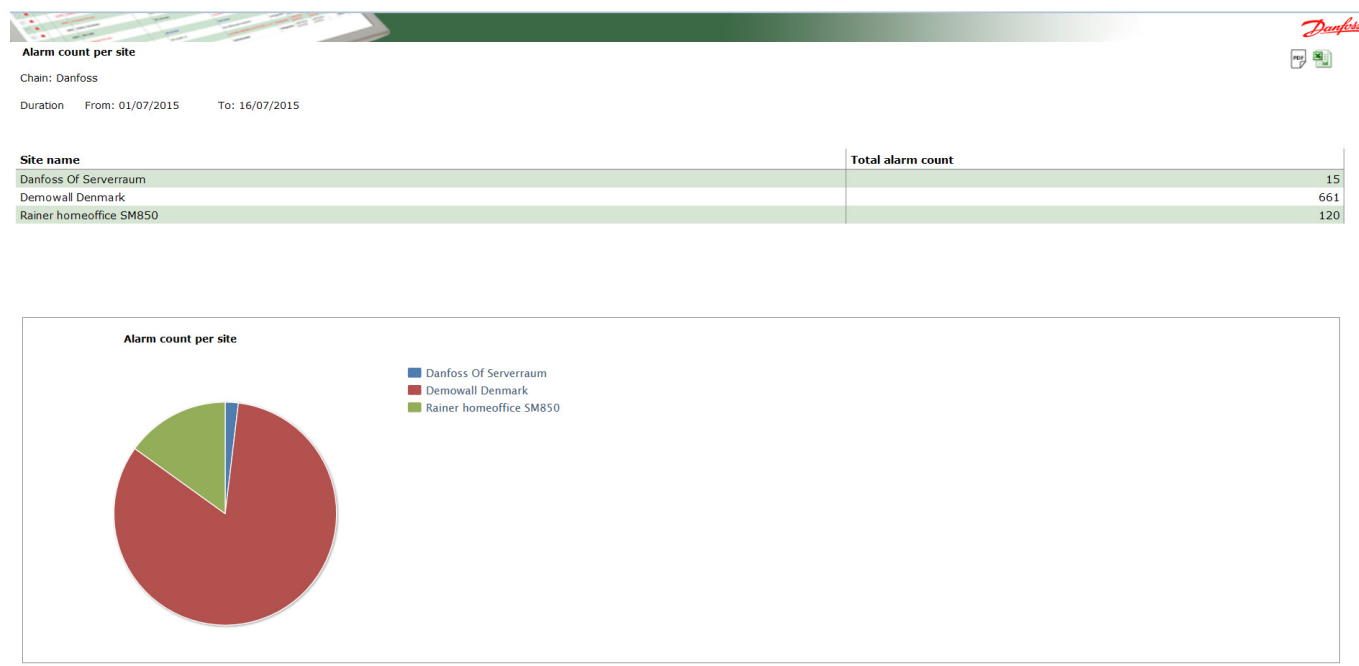 Danfoss
Alarm count per site
PDF
Chain: Danfoss
Duration From: 01/07/2015 To: 16/07/2015
Site name Total alarm count
Danfoss Of Serverraum 15
Demowall Denmark 661
Rainer homeoffice SM850 120
Alarm count per site
Danfoss Of Serverraum
Demowall Denmark
Rainer homeoffice SM850